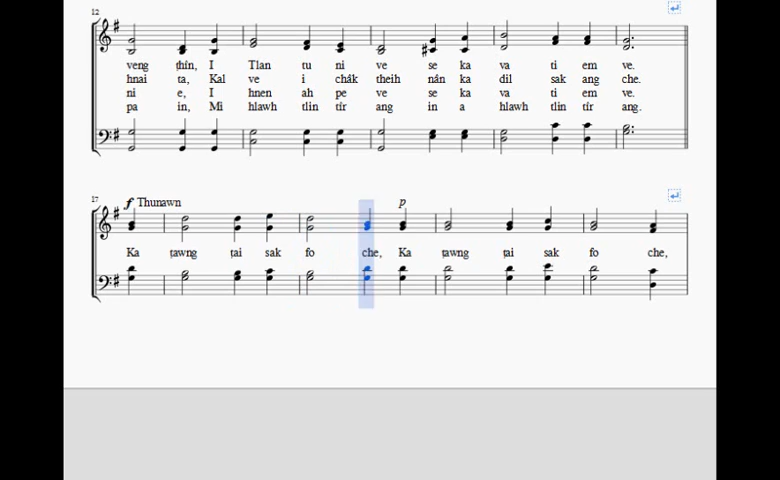 12
veng ṭhin, I Tlan tu ni ve se ka va ti em ve.
hnai ta, Kal ve i châk theih nân ka dil sak ang che.
ni e, I hnen ah pe ve se ka va ti em ve.
pa in, Mi hlawh tlin tîr ang in a hlawh tlin tîr ang.
17
f Thunawn p
Ka ṭawng ṭai sak fo che, Ka ṭawng ṭai sak fo che,